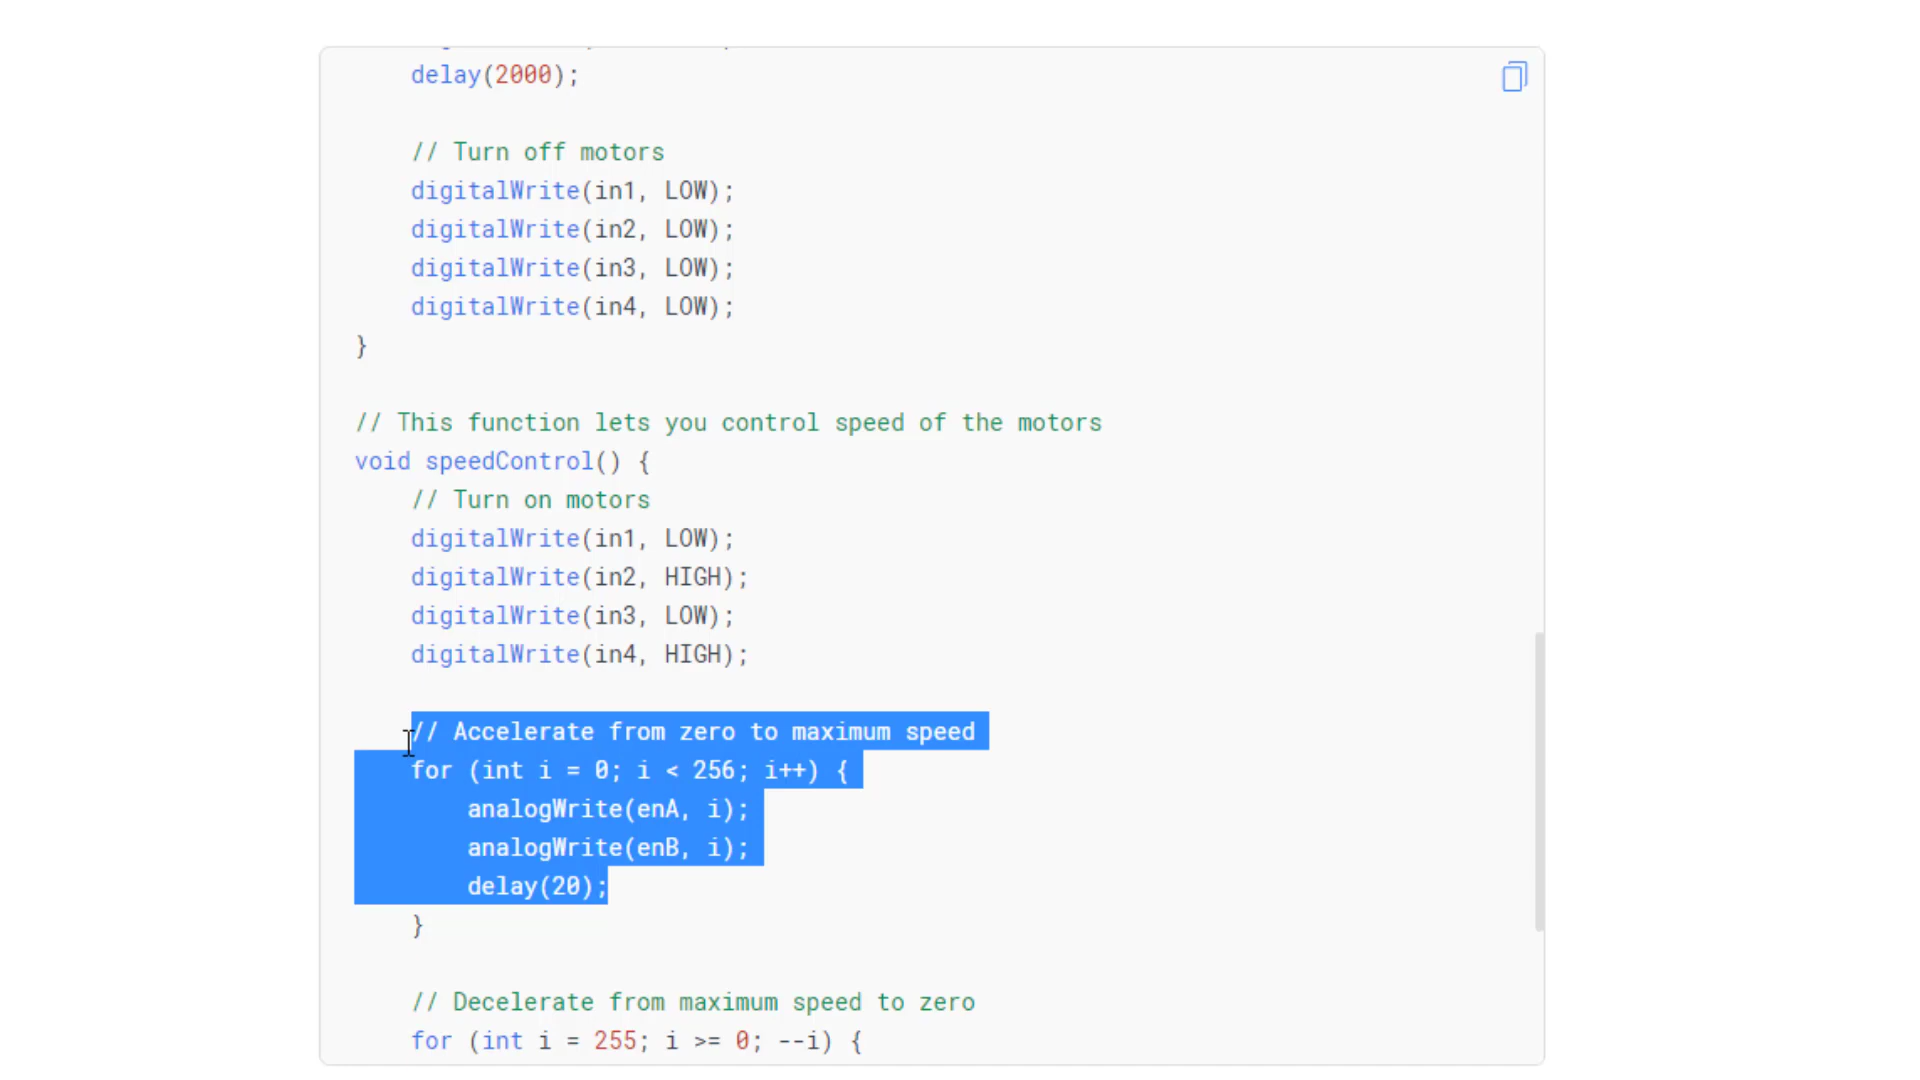 delay(2000);
// Turn off motors
digitalWrite(in1, LOW);
digitalWrite(in2, LOW);
digitalWrite(in3, LOW);
digitalWrite(in4, LOW);
}
// This function lets you control speed of the motors
void speedControl() {
// Turn on motors
digitalWrite(in1, LOW);
digitalWrite(in2, HIGH);
digitalWrite(in3, LOW);
digitalWrite(in4, HIGH);
// Accelerate from zero to maximum speed
for (int i = 0; i < 256; i++) {
analogWrite(enA, i);
analogWrite(enB, i);
delay(20);
}
// Decelerate from maximum speed to zero
for (int i = 255; i >= 0; --i) {